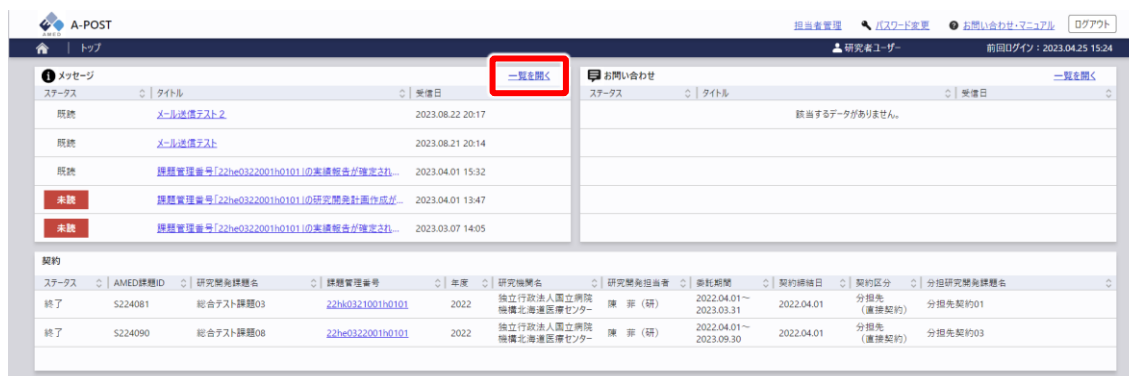 AMED A-POST 担当者管理 パスワード変更 お問い合わせ・マニュアル ログアウト
トップ 研究者ユーザー 前回ログイン：2023.04.25 15:24
メッセージ 一覧を開く
ステータス タイトル 受信日
既読 メール送信テスト２ 2023.08.22 20:17
既読 メール送信テスト 2023.08.21 20:14
既読 課題管理番号「22he0322001h0101」の実績報告が確定され... 2023.04.01 15:32
未読 課題管理番号「22he0322001h0101」の研究開発計画作成が... 2023.04.01 13:47
未読 課題管理番号「22he0322001h0101」の実績報告が確定され... 2023.03.07 14:05
お問い合わせ 一覧を開く
ステータス タイトル 受信日
該当するデータがありません。
契約
ステータス AMED課題ID 研究開発課題名 課題管理番号 年度 研究機関名 研究開発担当者 委託期間 契約締結日 契約区分 分担研究開発課題名
終了 S224081 総合テスト課題03 22hk0321001h0101 2022 独立行政法人国立病院 陳　菲（研） 2022.04.01～ 2022.04.01 分担先 分担先契約01
機構北海道医療センター 2023.03.31 （直接契約）
終了 S224090 総合テスト課題08 22he0322001h0101 2022 独立行政法人国立病院 陳　菲（研） 2022.04.01～ 2022.04.01 分担先 分担先契約03
機構北海道医療センター 2023.09.30 （直接契約）